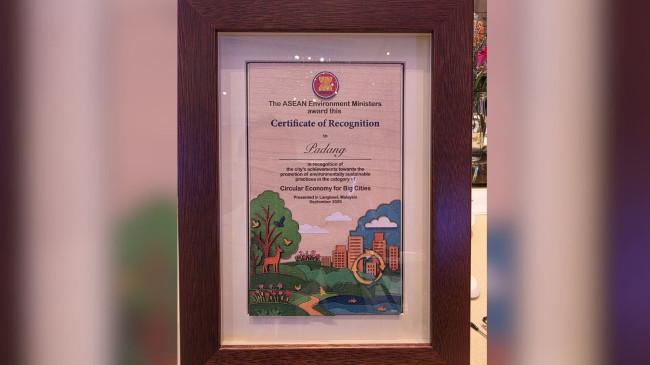 The ASEAN Environment Ministers
award this
Certificate of Recognition
to
Padang
in recognition of
the city's achievements towards the
promotion of environmentally sustainable
practices in the category of
Circular Economy for Big Cities
Presented in Langkawi, Malaysia
September 2025